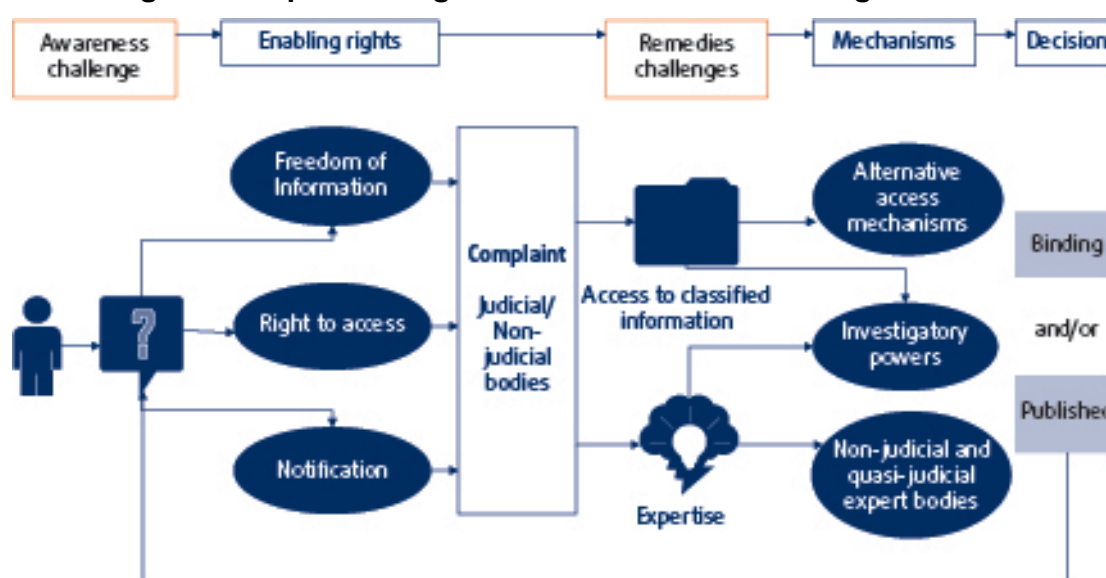 Awareness
challenge
Enabling rights
Remedies
challenges
Mechanisms
Decision
Freedom of
Information
Right to access
Notification
Complaint
Judicial/
Non-
judicial
bodies
Access to classified
information
Expertise
Alternative
access
mechanisms
Investigatory
powers
Non-judicial and
quasi-judicial
expert bodies
Binding
and/or
Published
?